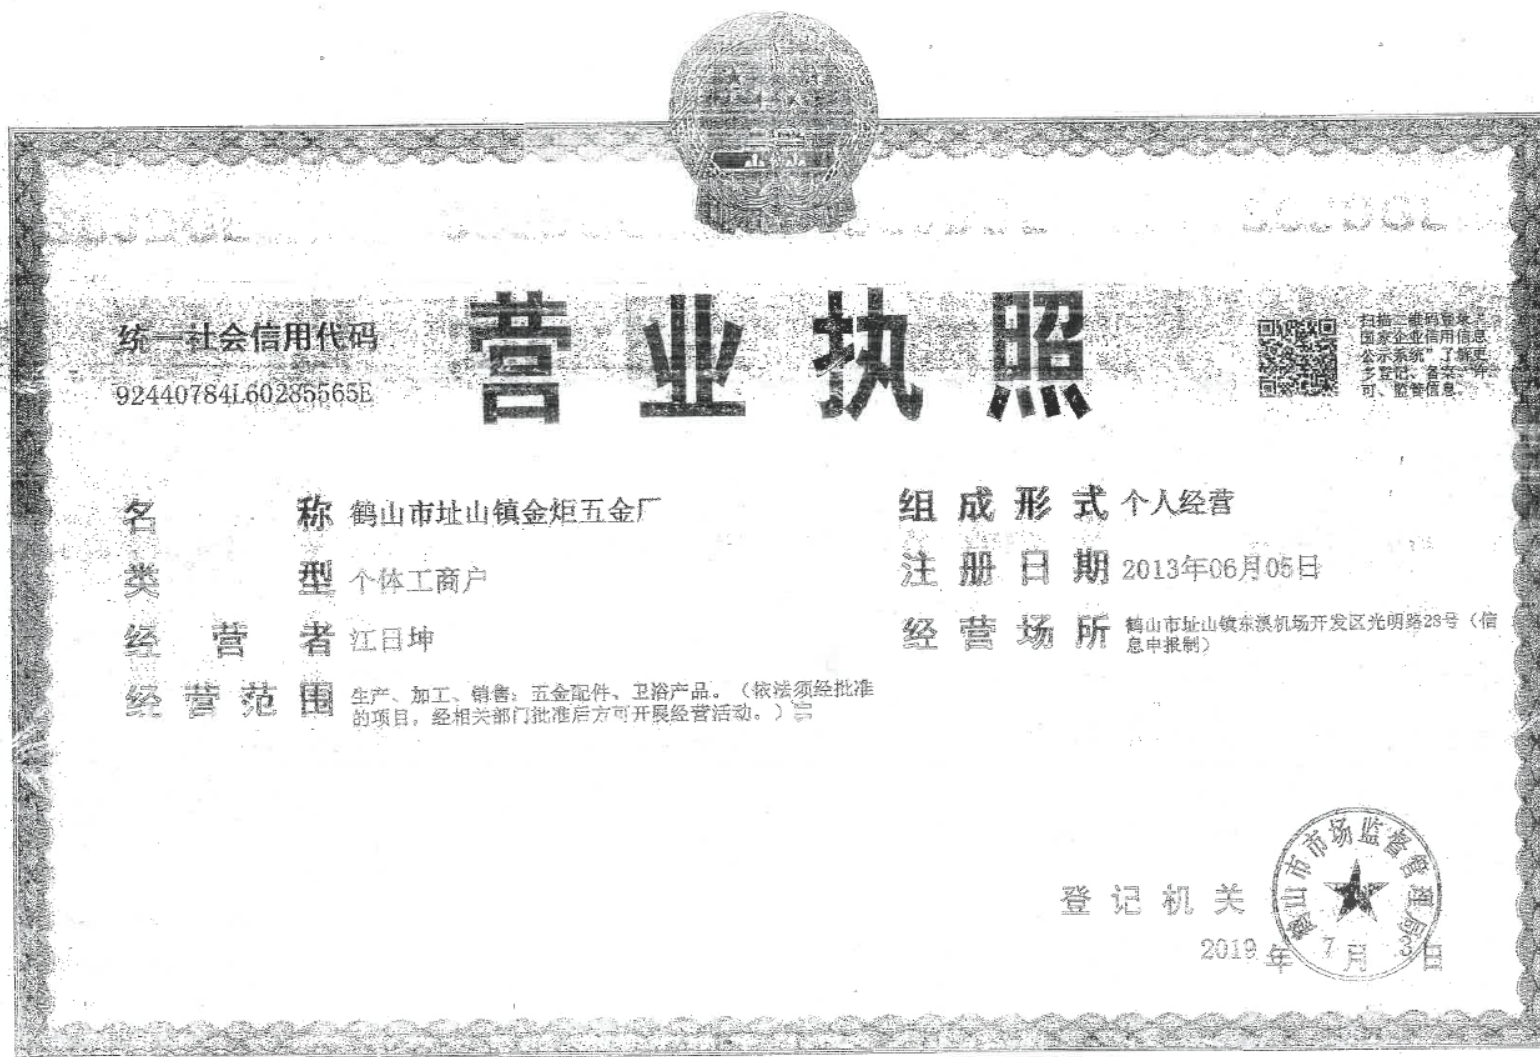 营业执照
统一社会信用代码
92440784L60285565E
扫描二维码登录“
国家企业信用信息
公示系统”了解更
多登记、备案、许
可、监管信息。
名称 鹤山市址山镇金炬五金厂
类型 个体工商户
经营者 江日坤
经营范围 生产、加工、销售：五金配件、卫浴产品。（依法须经批准
的项目，经相关部门批准后方可开展经营活动。）
组成形式 个人经营
注册日期 2013年06月05日
经营场所 鹤山市址山镇东溪机场开发区光明路28号（信
息申报制）
登记机关
鹤山市市场监督管理局
2019年7月3日